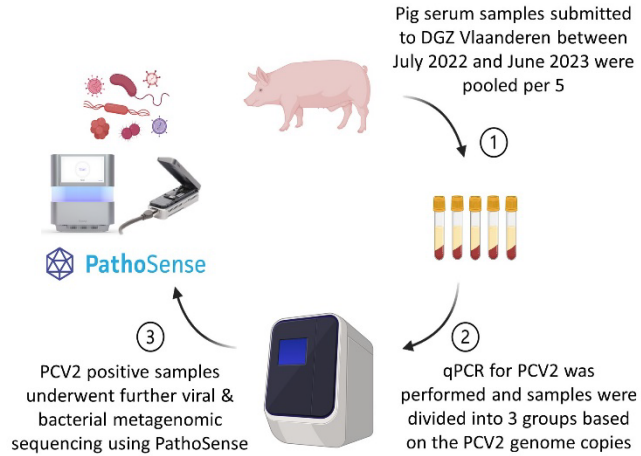 Pig serum samples submitted
to DGZ Vlaanderen between
July 2022 and June 2023 were
pooled per 5
1
2
qPCR for PCV2 was
performed and samples were
divided into 3 groups based
on the PCV2 genome copies
3
PCV2 positive samples
underwent further viral &
bacterial metagenomic
sequencing using PathoSense
PathoSense